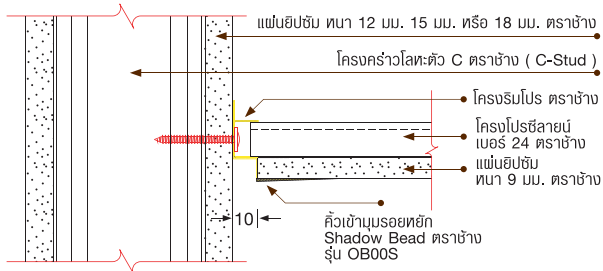 แผ่นยิปซัม หนา 12 มม. 15 มม. หรือ 18 มม. ตราช้าง
โครงคร่าวโลหะตัว C ตราช้าง ( C-Stud )
โครงริมโปร ตราช้าง
โครงโปรซีลายน์
เบอร์ 24 ตราช้าง
แผ่นยิปซัม
หนา 9 มม. ตราช้าง
10
คิ้วเข้ามุมรอยหยัก
Shadow Bead ตราช้าง
รุ่น OB00S